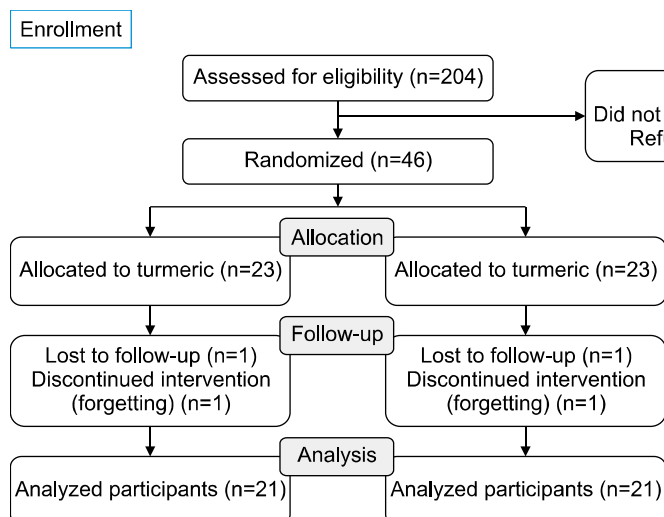 Enrollment
Assessed for eligibility (n=204)
Did not
Randomized (n=46)
Allocation
Allocated to turmeric (n=23)
Allocated to turmeric (n=23)
Follow-up
Lost to follow-up (n=1)
Discontinued intervention
(forgetting) (n=1)
Lost to follow-up (n=1)
Discontinued intervention
(forgetting) (n=1)
Analysis
Analyzed participants (n=21)
Analyzed participants (n=21)